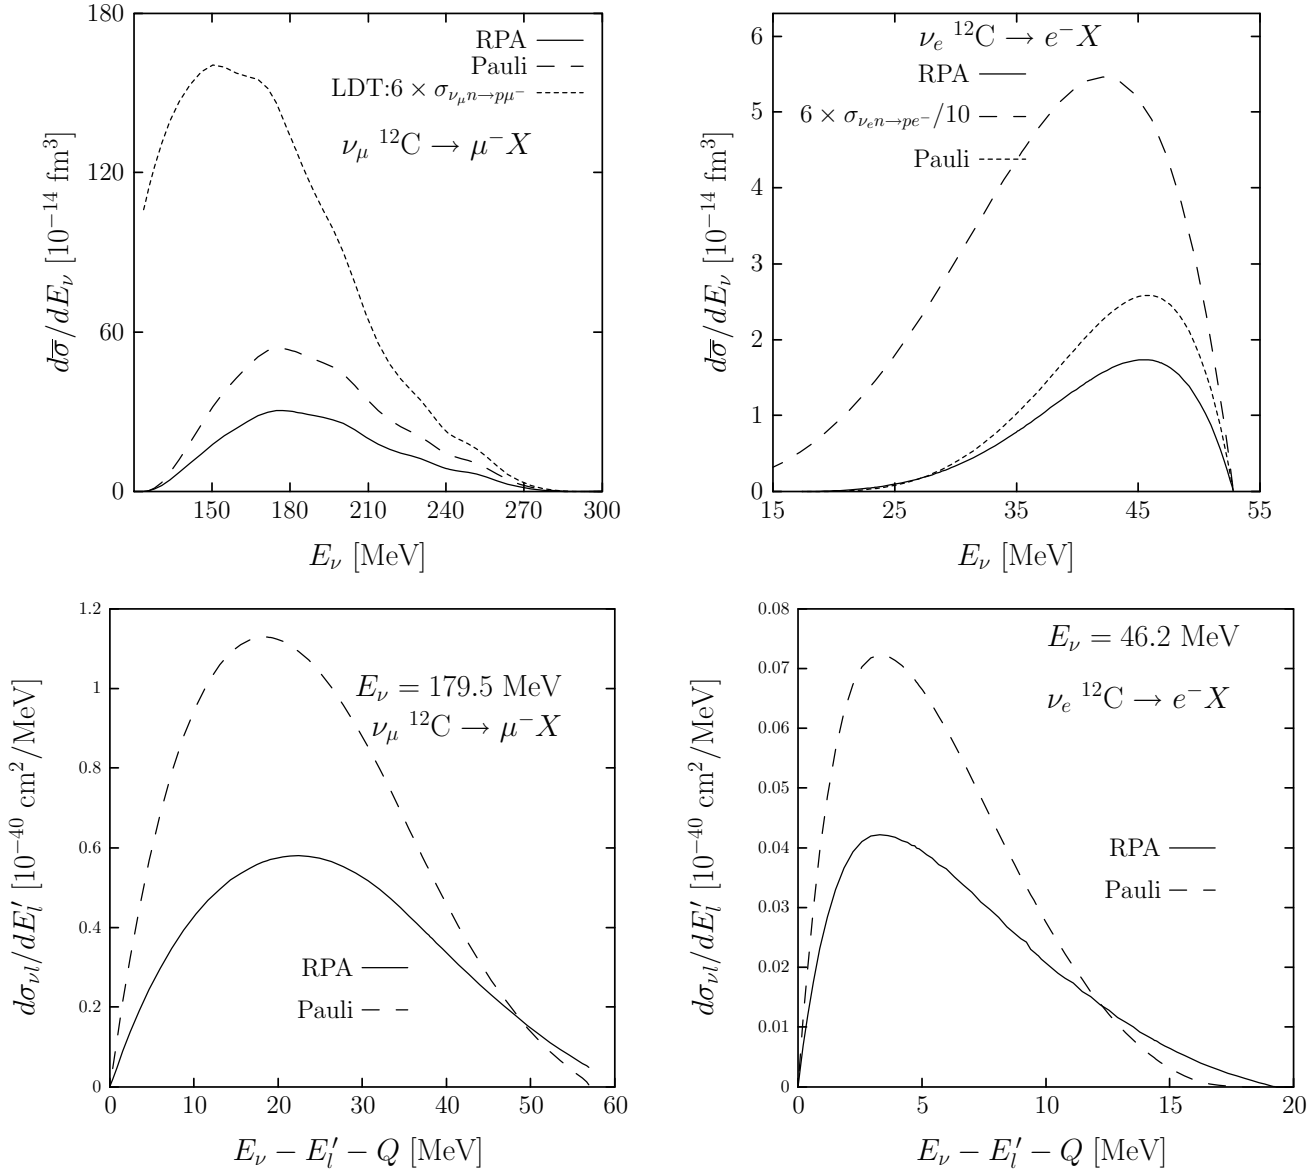 180
120
60
0
150 180 210 240 270 300
dσ̅/dE_ν [10⁻¹⁴ fm³]
E_ν [MeV]
RPA
Pauli
LDT:6 × σ_{ν_μ n→pμ⁻}
ν_μ ¹²C → μ⁻X
6
5
4
3
2
1
0
15 25 35 45 55
dσ̅/dE_ν [10⁻¹⁴ fm³]
E_ν [MeV]
ν_e ¹²C → e⁻X
RPA
6 × σ_{ν_e n→pe⁻}/10
Pauli
1.2
1
0.8
0.6
0.4
0.2
0
0 10 20 30 40 50 60
dσ_{νl}/dE′_l [10⁻⁴⁰ cm²/MeV]
E_ν − E′_l − Q [MeV]
E_ν = 179.5 MeV
ν_μ ¹²C → μ⁻X
RPA
Pauli
0.08
0.07
0.06
0.05
0.04
0.03
0.02
0.01
0
0 5 10 15 20
dσ_{νl}/dE′_l [10⁻⁴⁰ cm²/MeV]
E_ν − E′_l − Q [MeV]
E_ν = 46.2 MeV
ν_e ¹²C → e⁻X
RPA
Pauli